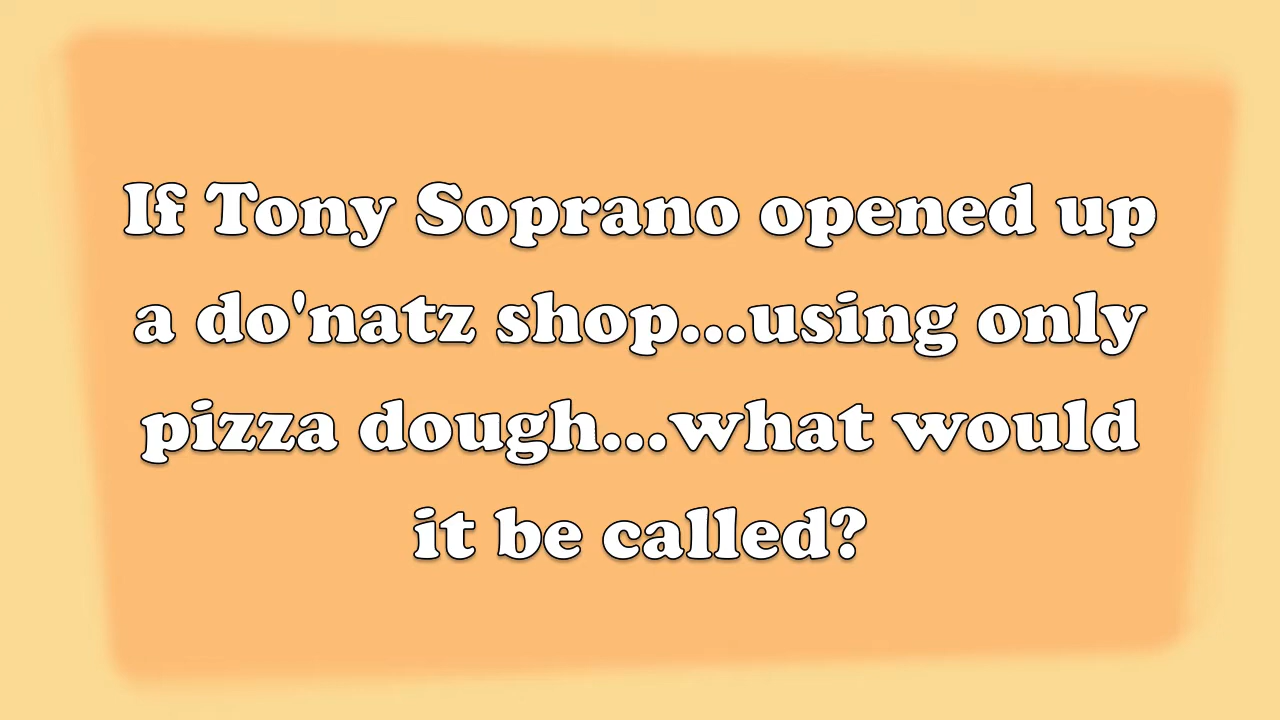 If Tony Soprano opened up
a do'natz shop...using only
pizza dough...what would
it be called?